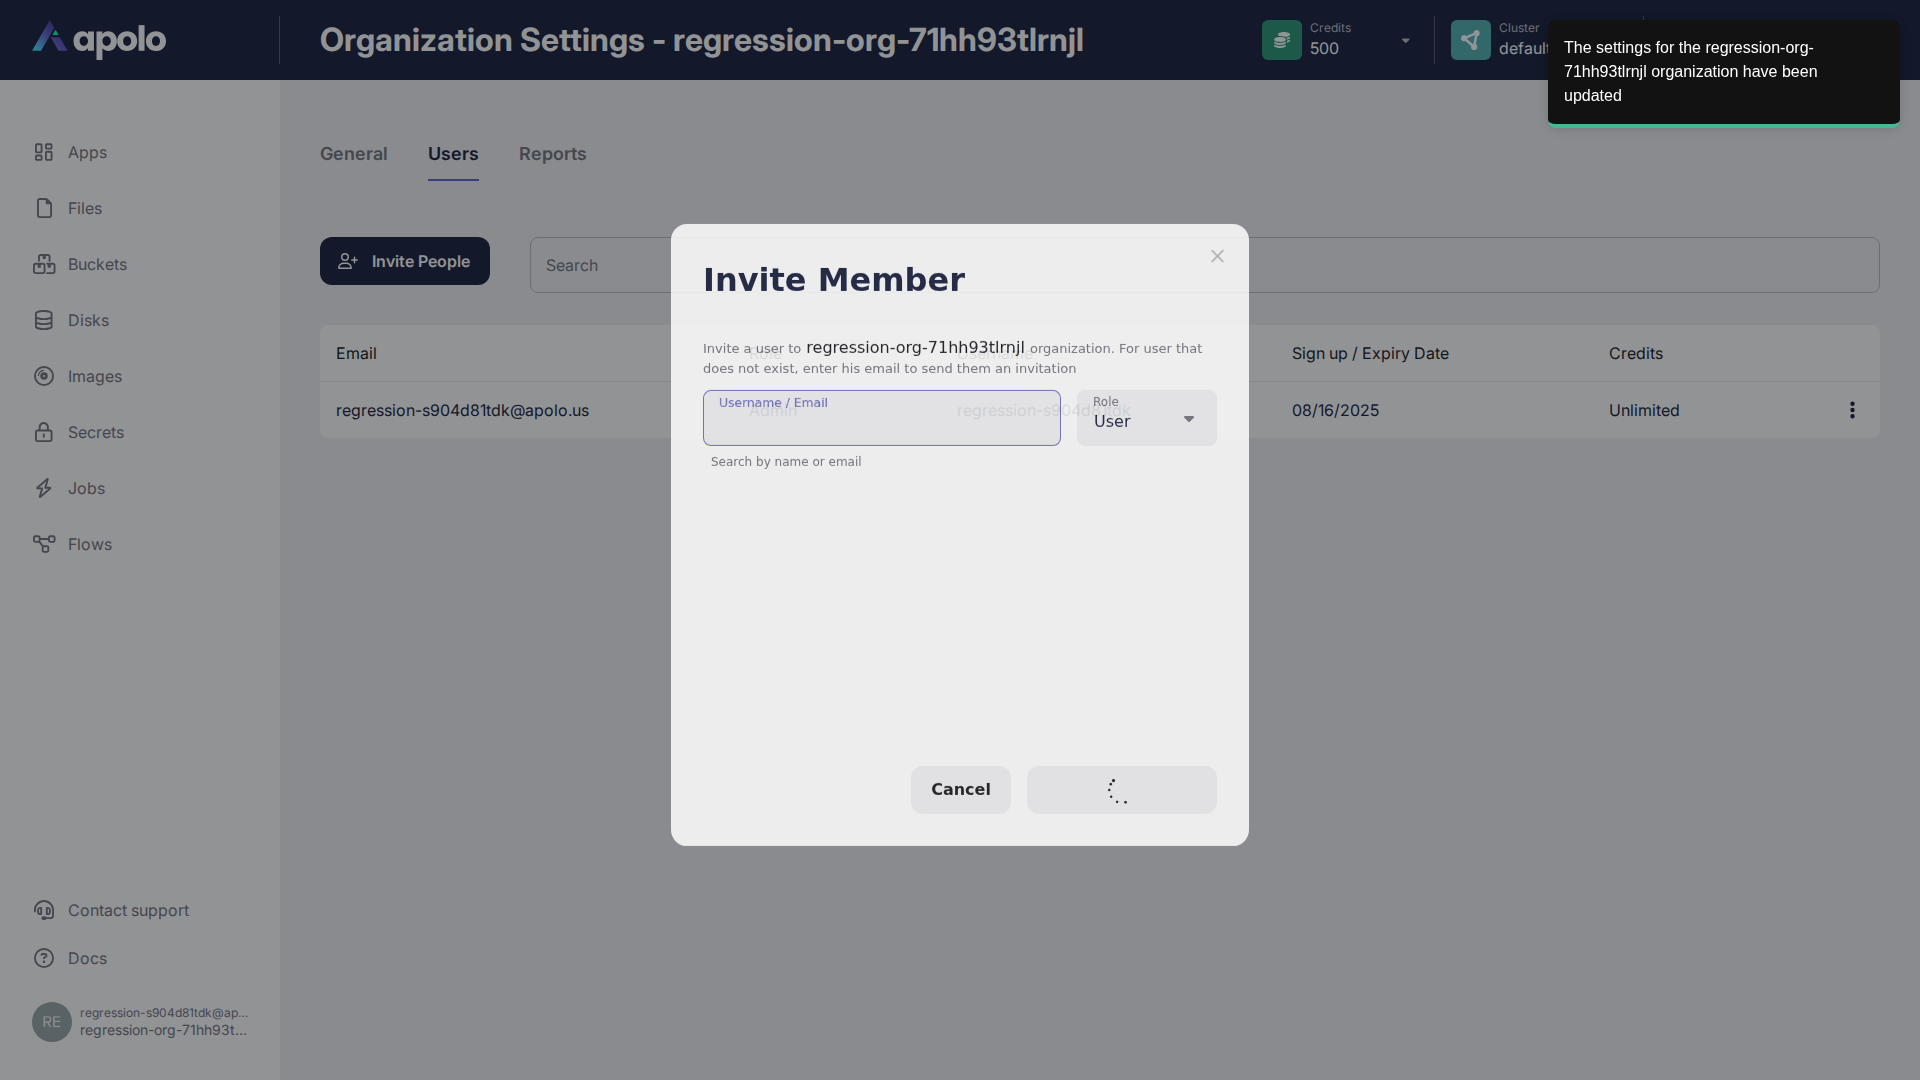 apolo
Organization Settings - regression-org-71hh93tlrnjl
Credits
500
Cluster
default
The settings for the regression-org-
71hh93tlrnjl organization have been
updated
Apps
Files
Buckets
Disks
Images
Secrets
Jobs
Flows
Contact support
Docs
RE
regression-s904d81tdk@ap...
regression-org-71hh93t...
General
Users
Reports
Invite People
Search
Email
Role
Username
Sign up / Expiry Date
Credits
regression-s904d81tdk@apolo.us
Admin
regression-s904d81tdk
08/16/2025
Unlimited
Invite Member
Invite a user to regression-org-71hh93tlrnjl organization. For user that
does not exist, enter his email to send them an invitation
Username / Email
Role
User
Search by name or email
Cancel